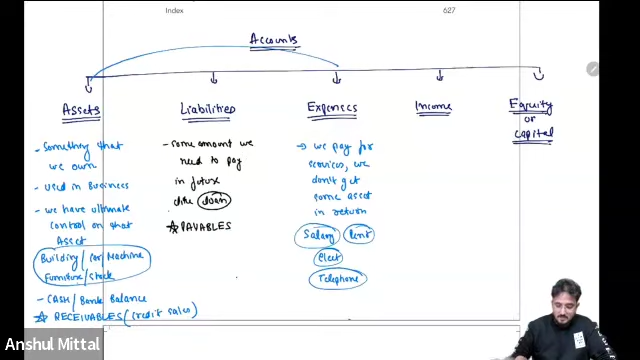 Index 627
Accounts
Assets Liabilities Expenses Income Equity
or
capital
- Something that
we own
- used in Business
- we have ultimate
control on that
Asset
Building / Car / Machine
Furniture / Stock
- CASH / Bank Balance
☆ RECEIVABLES (credit sales)
- some amount we
need to pay
in future
like loan
☆ PAYABLES
→ we pay for
services, we
don't get
some asset
in return
Salary Rent
Elect
Telephone
Anshul Mittal